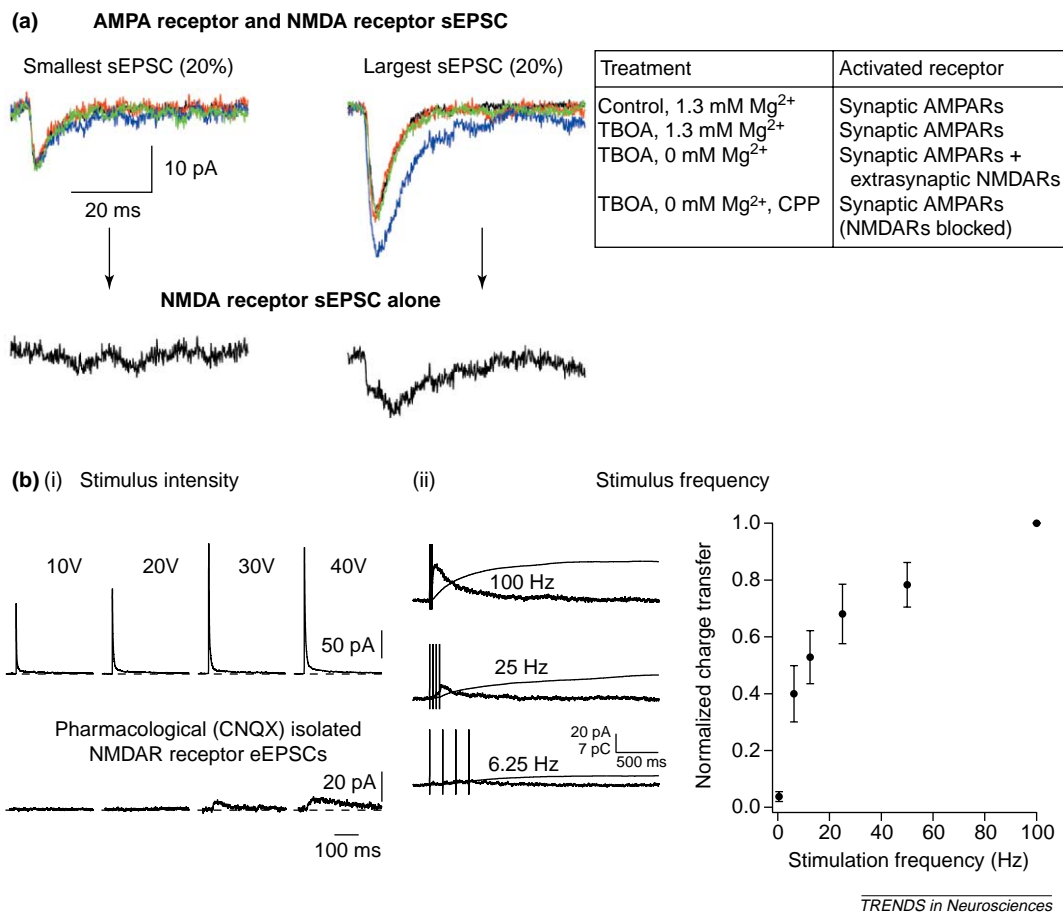 (a) AMPA receptor and NMDA receptor sEPSC
Smallest sEPSC (20%)
Largest sEPSC (20%)
10 pA
20 ms
Treatment Activated receptor
Control, 1.3 mM Mg2+ Synaptic AMPARs
TBOA, 1.3 mM Mg2+ Synaptic AMPARs
TBOA, 0 mM Mg2+ Synaptic AMPARs +
extrasynaptic NMDARs
TBOA, 0 mM Mg2+, CPP Synaptic AMPARs
(NMDARs blocked)
NMDA receptor sEPSC alone
(b) (i) Stimulus intensity
10V 20V 30V 40V
50 pA
Pharmacological (CNQX) isolated
NMDAR receptor eEPSCs
20 pA
100 ms
(ii) Stimulus frequency
100 Hz
25 Hz
6.25 Hz
20 pA
7 pC
500 ms
Normalized charge transfer
1.0
0.8
0.6
0.4
0.2
0.0
0 20 40 60 80 100
Stimulation frequency (Hz)
TRENDS in Neurosciences